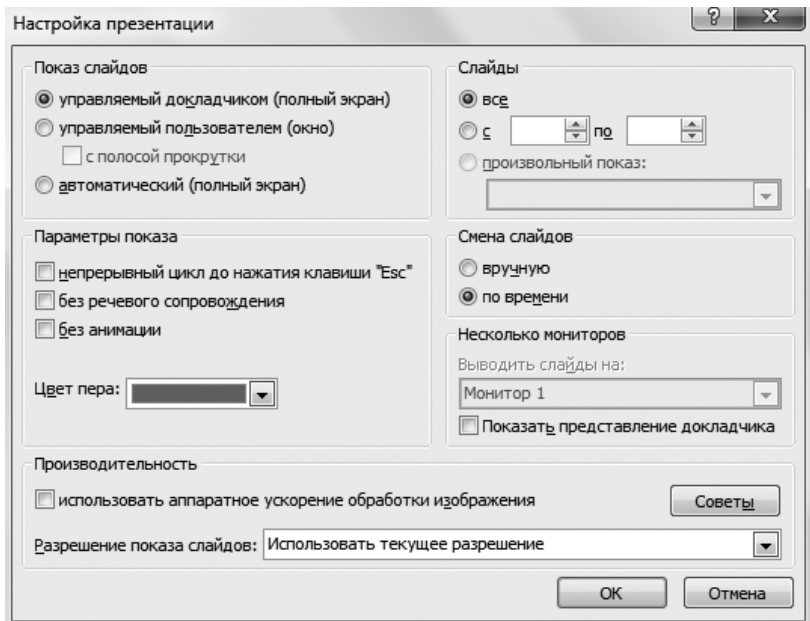 Настройка презентации
Показ слайдов
управляемый докладчиком (полный экран)
управляемый пользователем (окно)
с полосой прокрутки
автоматический (полный экран)
Слайды
все
с по
произвольный показ:
Параметры показа
непрерывный цикл до нажатия клавиши "Esc"
без речевого сопровождения
без анимации
Цвет пера:
Смена слайдов
вручную
по времени
Несколько мониторов
Выводить слайды на:
Монитор 1
Показать представление докладчика
Производительность
использовать аппаратное ускорение обработки изображения
Советы
Разрешение показа слайдов: Использовать текущее разрешение
ОК Отмена